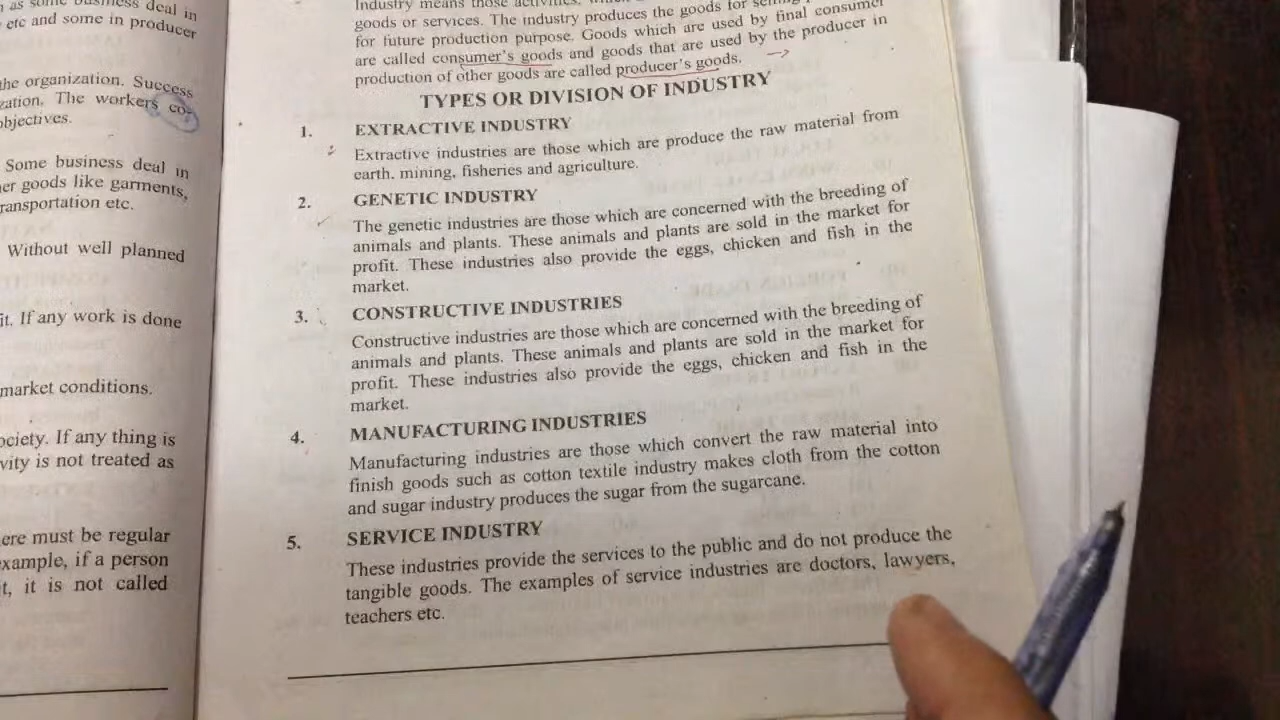 as some business deal in
etc and some in producer
the organization. Success
zation. The workers co-
objectives.
Some business deal in
er goods like garments,
ransportation etc.
Without well planned
it. If any work is done
market conditions.
ociety. If any thing is
vity is not treated as
ere must be regular
example, if a person
t, it is not called
Industry means those activities, which
goods or services. The industry produces the goods for selling
for future production purpose. Goods which are used by final consumer
are called consumer's goods and goods that are used by the producer in
production of other goods are called producer's goods.
TYPES OR DIVISION OF INDUSTRY
1. EXTRACTIVE INDUSTRY
Extractive industries are those which are produce the raw material from
earth. mining, fisheries and agriculture.
2. GENETIC INDUSTRY
The genetic industries are those which are concerned with the breeding of
animals and plants. These animals and plants are sold in the market for
profit. These industries also provide the eggs, chicken and fish in the
market.
3. CONSTRUCTIVE INDUSTRIES
Constructive industries are those which are concerned with the breeding of
animals and plants. These animals and plants are sold in the market for
profit. These industries also provide the eggs, chicken and fish in the
market.
4. MANUFACTURING INDUSTRIES
Manufacturing industries are those which convert the raw material into
finish goods such as cotton textile industry makes cloth from the cotton
and sugar industry produces the sugar from the sugarcane.
5. SERVICE INDUSTRY
These industries provide the services to the public and do not produce the
tangible goods. The examples of service industries are doctors, lawyers,
teachers etc.